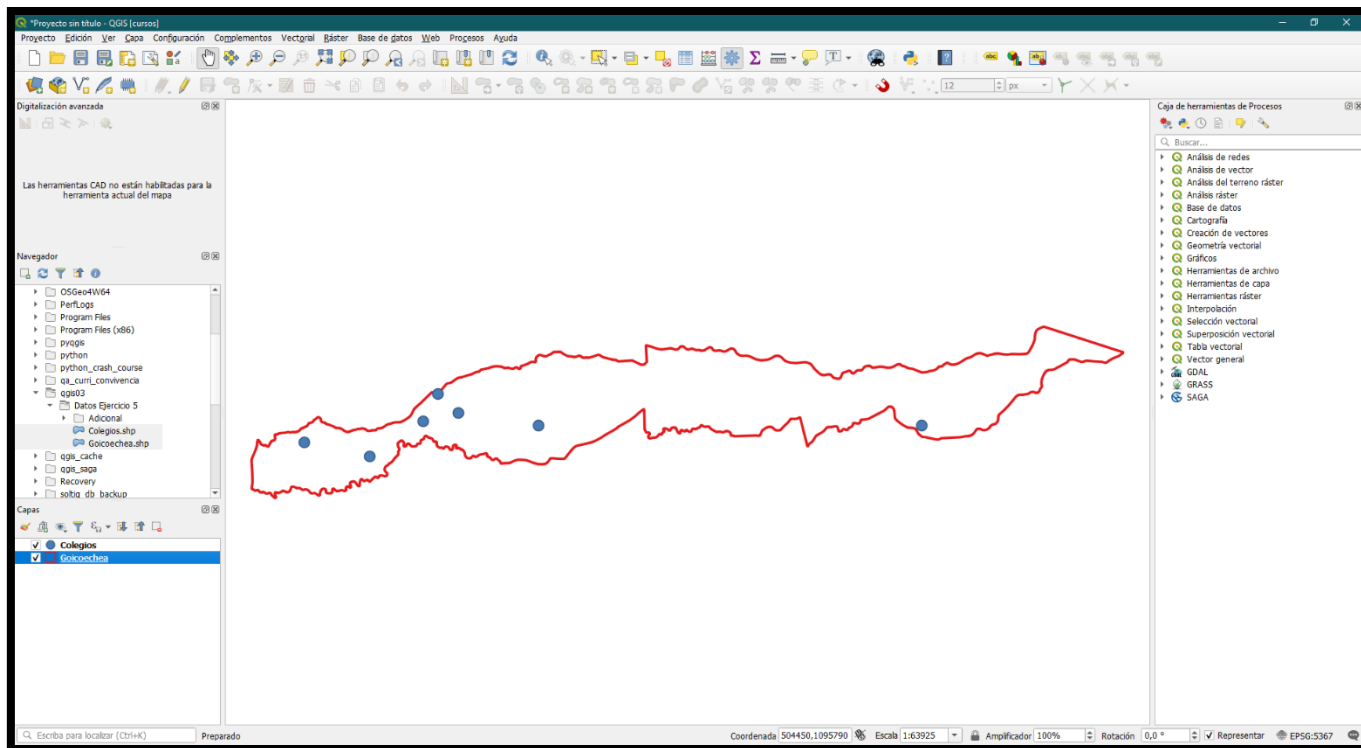 *Proyecto sin título - QGIS [cursos]
Proyecto Edición Ver Capa Configuración Complementos Vectorial Ráster Base de datos Web Procesos Ayuda
12 px
Digitalización avanzada
Las herramientas CAD no están habilitadas para la
herramienta actual del mapa
Navegador
OSGeo4W64
PerfLogs
Program Files
Program Files (x86)
pyqgis
python
python_crash_course
qa_curri_convivencia
qgis03
Datos Ejercicio 5
Adicional
Colegios.shp
Goicoechea.shp
qgis_cache
qgis_saga
Recovery
soltig_db_backup
Capas
Colegios
Goicoechea
Caja de herramientas de Procesos
Buscar...
Análisis de redes
Análisis de vector
Análisis del terreno ráster
Análisis ráster
Base de datos
Cartografía
Creación de vectores
Geometría vectorial
Gráficos
Herramientas de archivo
Herramientas de capa
Herramientas ráster
Interpolación
Selección vectorial
Superposición vectorial
Tabla vectorial
Vector general
GDAL
GRASS
SAGA
Escriba para localizar (Ctrl+K) Preparado Coordenada 504450,1095790 Escala 1:63925 Amplificador 100% Rotación 0,0 ° Representar EPSG:5367